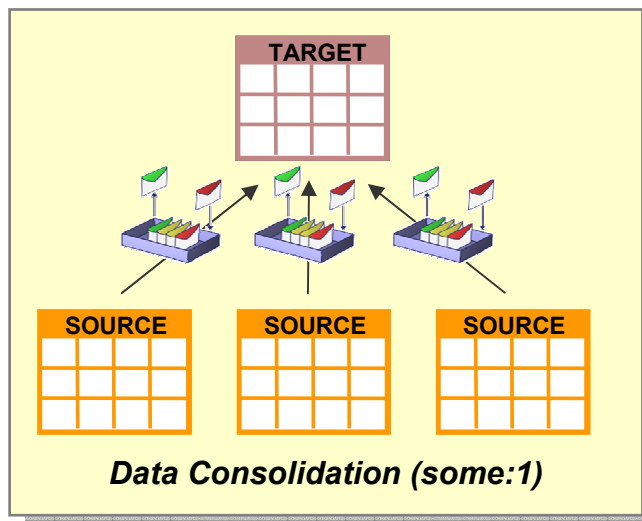 TARGET
SOURCE
SOURCE
SOURCE
Data Consolidation (some:1)